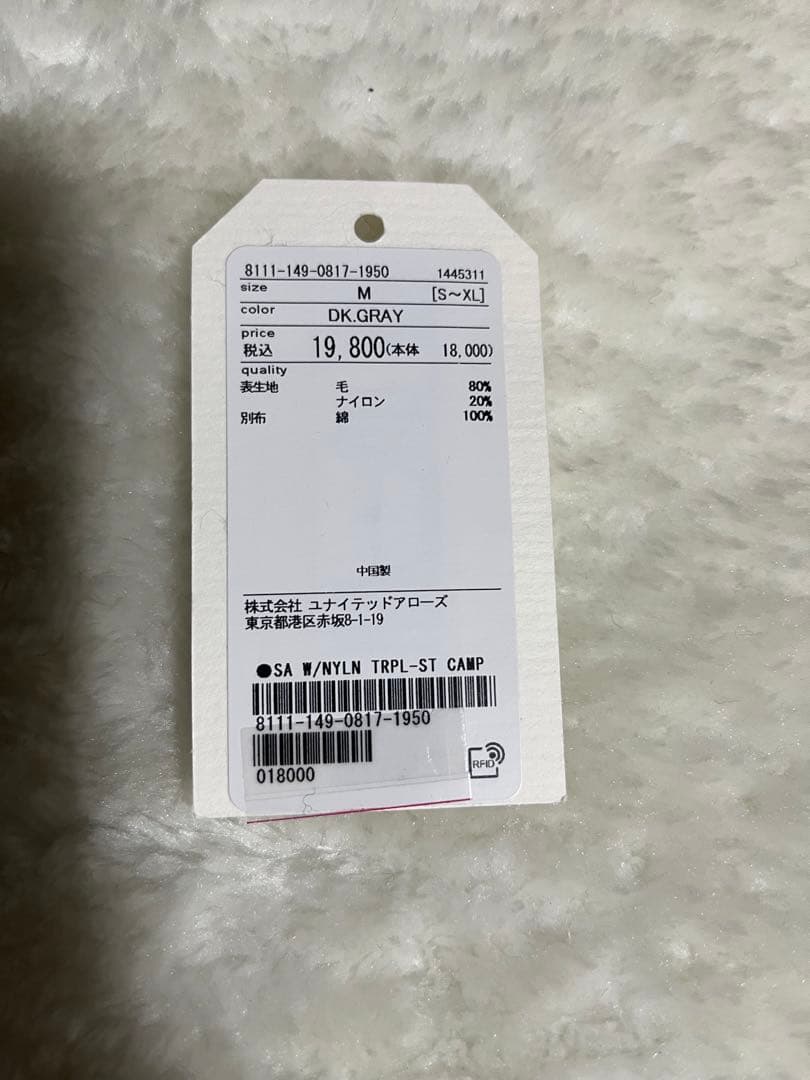 8111-149-0817-1950 1445311
size M [S～XL]
color DK.GRAY
price
税込 19,800(本体 18,000)
quality
表生地 毛 80%
ナイロン 20%
別布 綿 100%
中国製
株式会社 ユナイテッドアローズ
東京都港区赤坂8-1-19
●SA W/NYLN TRPL-ST CAMP
8111-149-0817-1950
018000
RFID